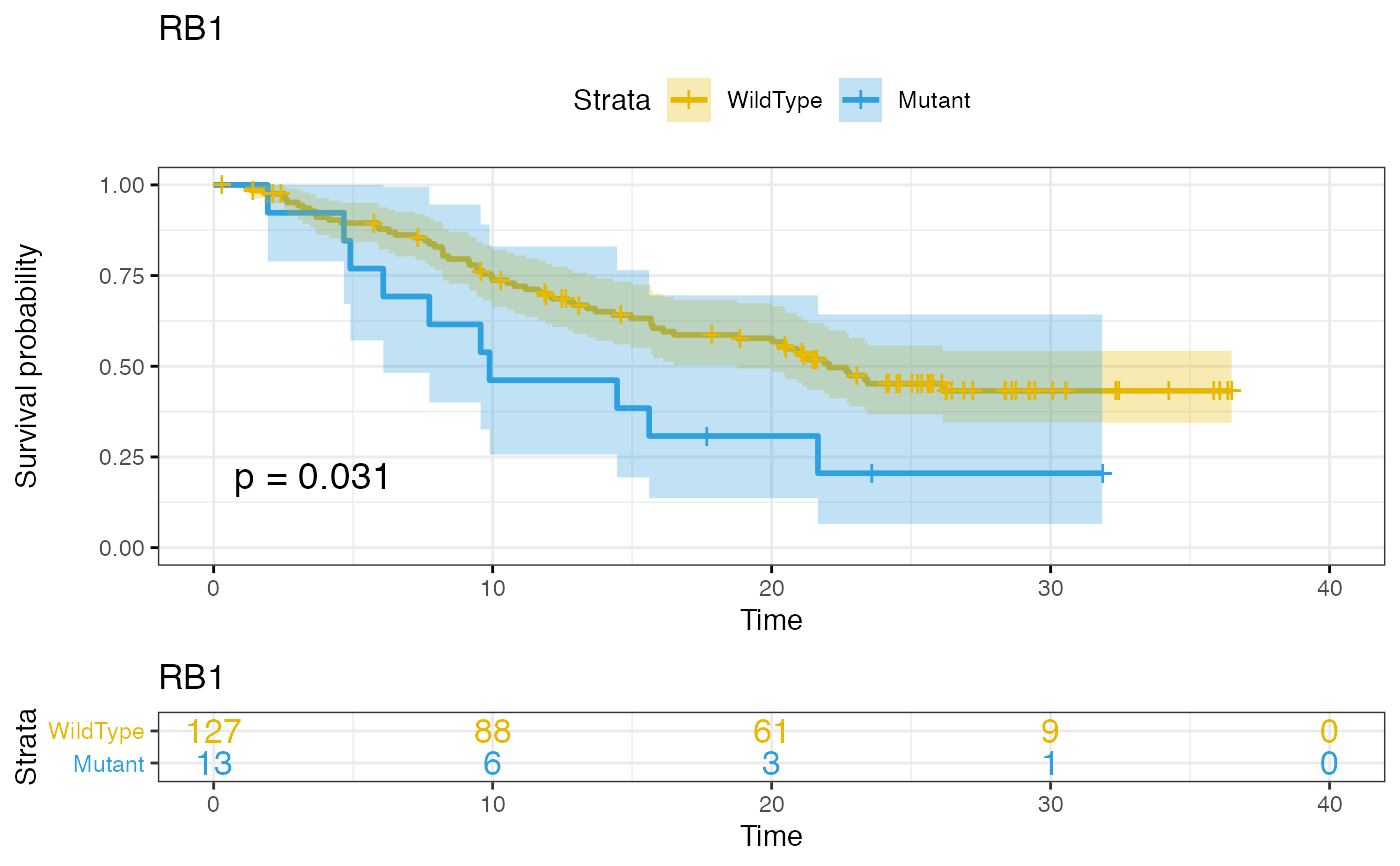 RB1
Strata WildType Mutant
Survival probability
1.00
0.75
0.50
0.25
0.00
p = 0.031
0 10 20 30 40
Time
RB1
Strata
WildType 127 88 61 9 0
Mutant 13 6 3 1 0
0 10 20 30 40
Time